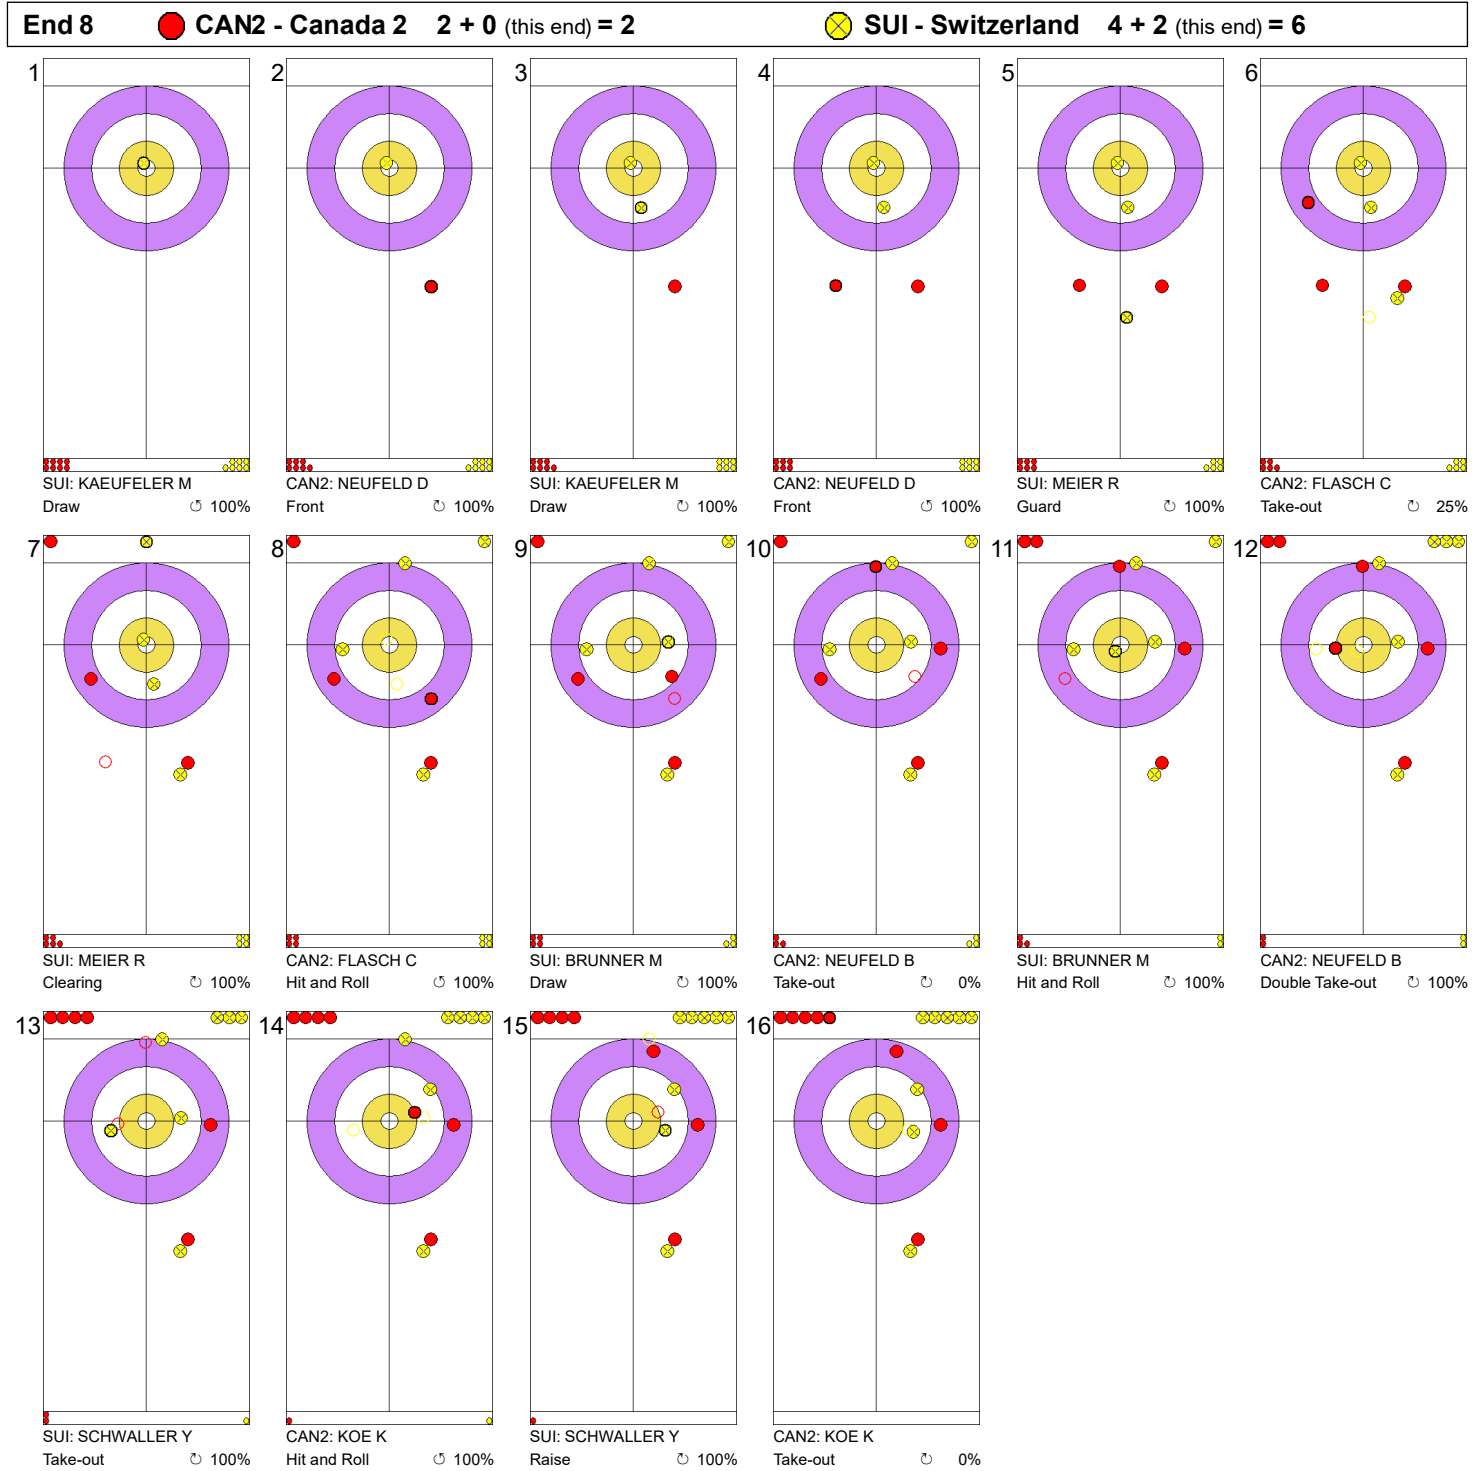 End 8 CAN2 - Canada 2 2 + 0 (this end) = 2 SUI - Switzerland 4 + 2 (this end) = 6
1 2 3 4 5 6
SUI: KAEUFELER M CAN2: NEUFELD D SUI: KAEUFELER M CAN2: NEUFELD D SUI: MEIER R CAN2: FLASCH C
Draw ↺ 100% Front ↻ 100% Draw ↻ 100% Front ↺ 100% Guard ↺ 100% Take-out ↻ 25%
7 8 9 10 11 12
SUI: MEIER R CAN2: FLASCH C SUI: BRUNNER M CAN2: NEUFELD B SUI: BRUNNER M CAN2: NEUFELD B
Clearing ↻ 100% Hit and Roll ↻ 100% Draw ↻ 100% Take-out ↻ 0% Hit and Roll ↻ 100% Double Take-out ↻ 100%
13 14 15 16
SUI: SCHWALLER Y CAN2: KOE K SUI: SCHWALLER Y CAN2: KOE K
Take-out ↻ 100% Hit and Roll ↻ 100% Raise ↻ 100% Take-out ↻ 0%